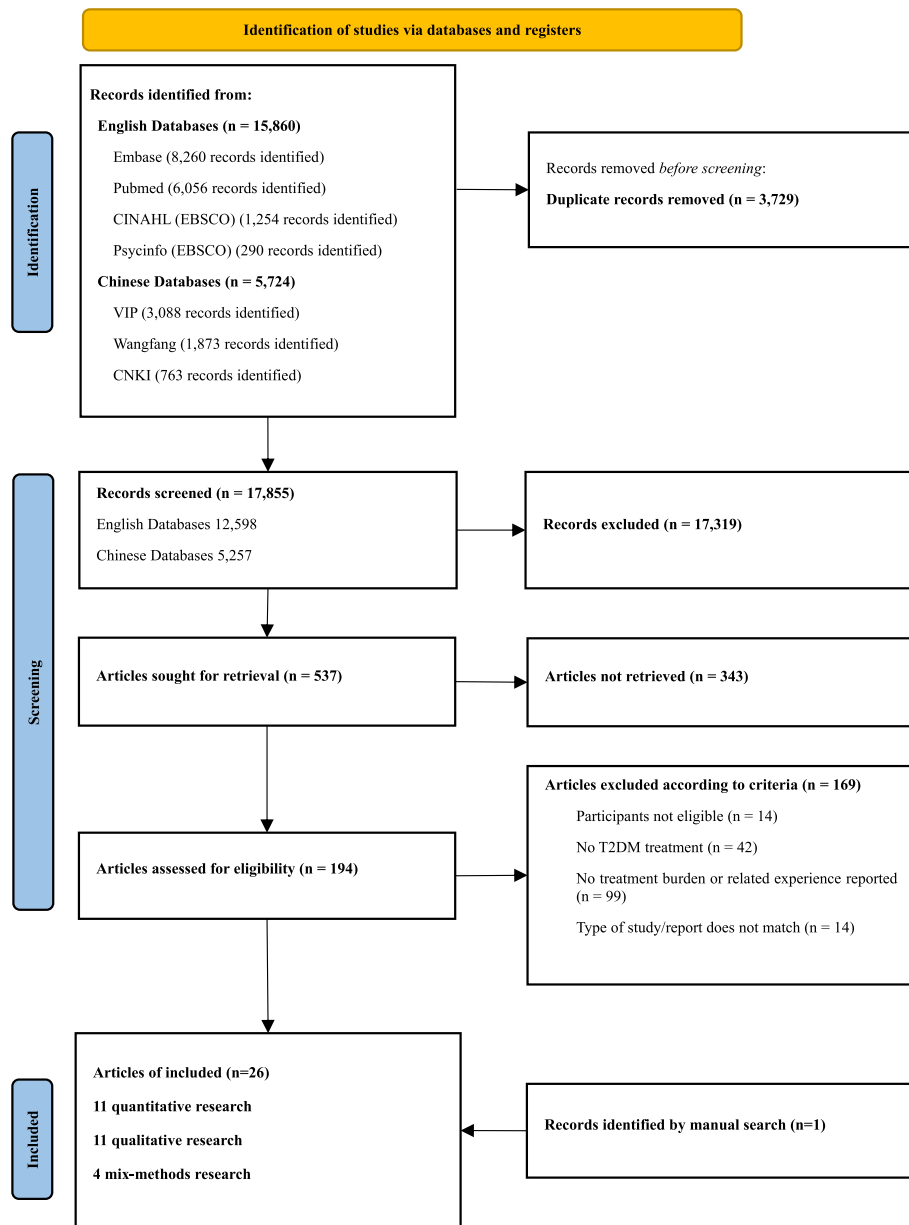 Identification of studies via databases and registers
Identification
Records identified from:
English Databases (n = 15,860)
Embase (8,260 records identified)
Pubmed (6,056 records identified)
CINAHL (EBSCO) (1,254 records identified)
Psycinfo (EBSCO) (290 records identified)
Chinese Databases (n = 5,724)
VIP (3,088 records identified)
Wangfang (1,873 records identified)
CNKI (763 records identified)
Records removed before screening:
Duplicate records removed (n = 3,729)
Screening
Records screened (n = 17,855)
English Databases 12,598
Chinese Databases 5,257
Records excluded (n = 17,319)
Articles sought for retrieval (n = 537)
Articles not retrieved (n = 343)
Articles assessed for eligibility (n = 194)
Articles excluded according to criteria (n = 169)
Participants not eligible (n = 14)
No T2DM treatment (n = 42)
No treatment burden or related experience reported
(n = 99)
Type of study/report does not match (n = 14)
Included
Articles of included (n=26)
11 quantitative research
11 qualitative research
4 mix-methods research
Records identified by manual search (n=1)